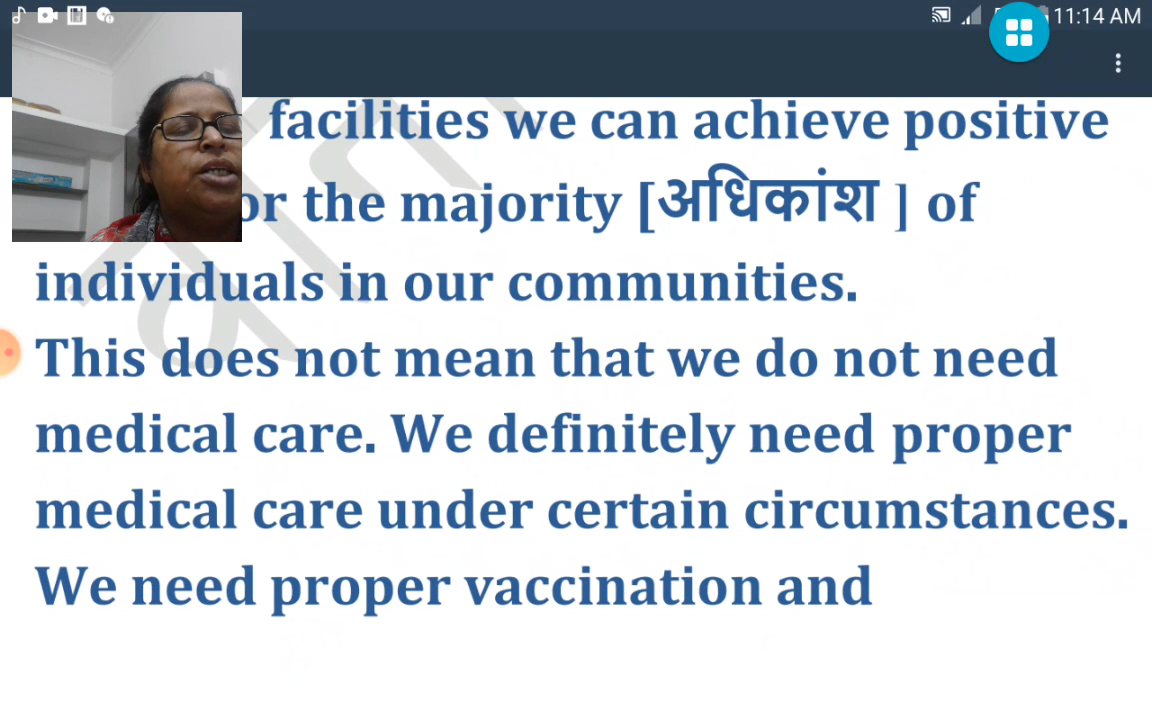 11:14 AM
facilities we can achieve positive
or the majority [अधिकांश ] of
individuals in our communities.
This does not mean that we do not need
medical care. We definitely need proper
medical care under certain circumstances.
We need proper vaccination and